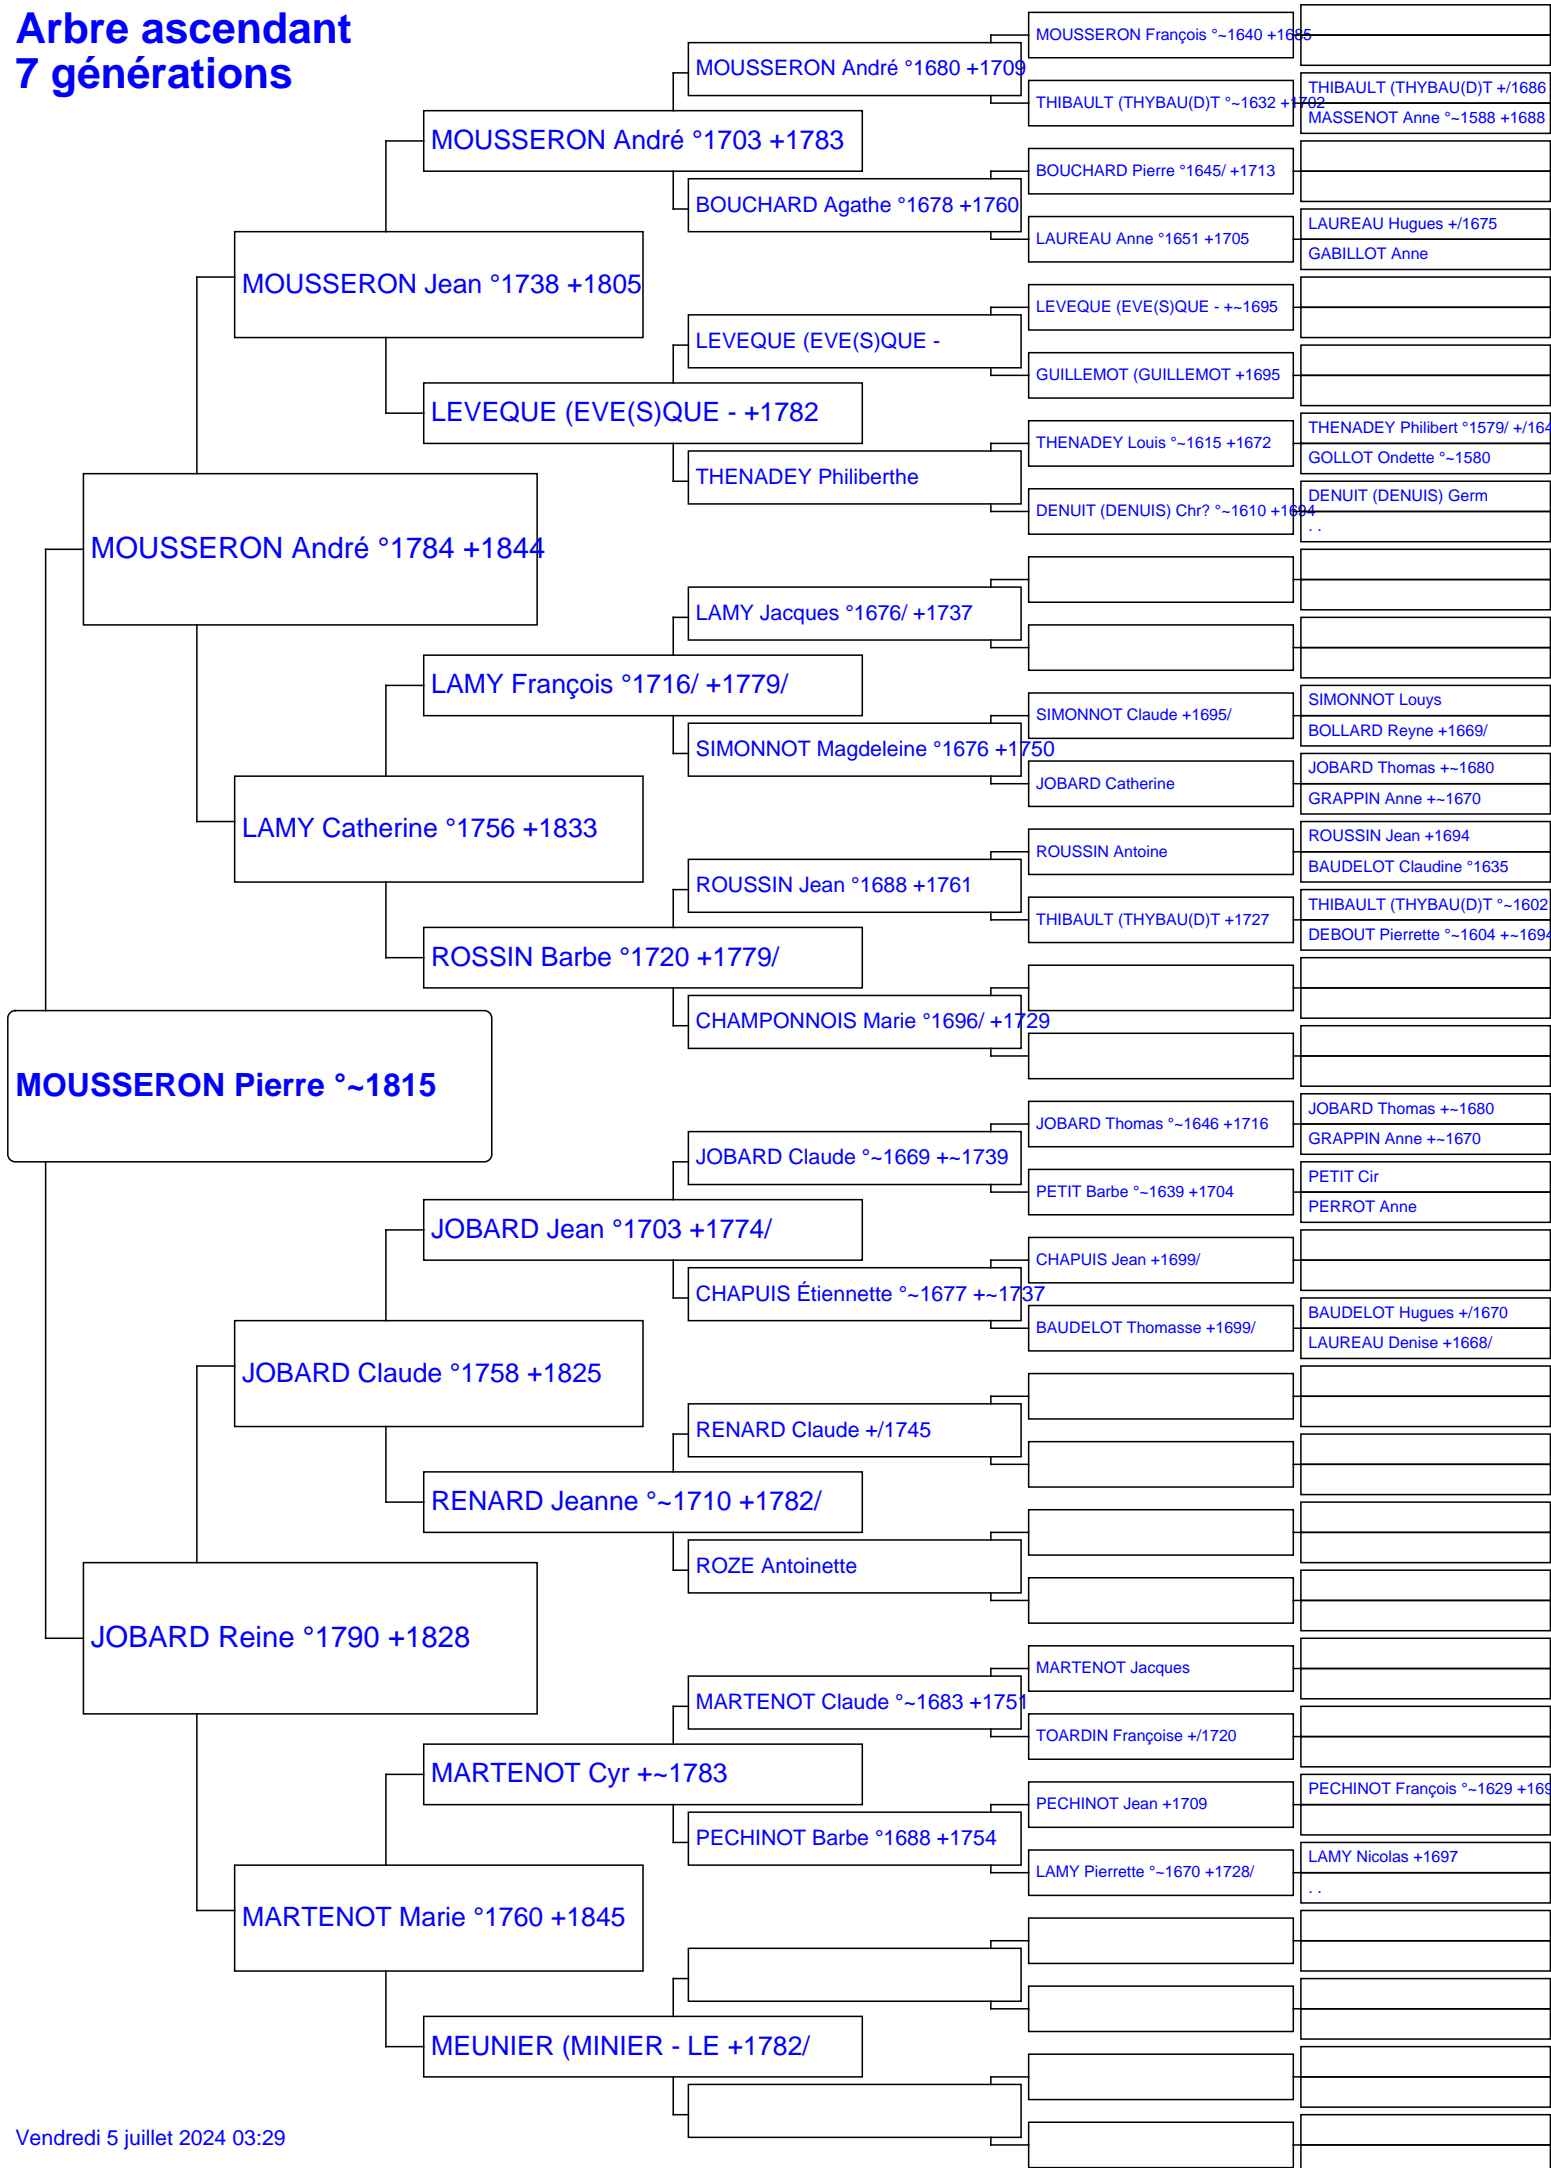 Arbre ascendant
7 générations
MOUSSERON Pierre °~1815
MOUSSERON André °1784 +1844
JOBARD Reine °1790 +1828
MOUSSERON Jean °1738 +1805
LAMY Catherine °1756 +1833
JOBARD Claude °1758 +1825
MARTENOT Marie °1760 +1845
MOUSSERON André °1703 +1783
LEVEQUE (EVE(S)QUE - +1782
LAMY François °1716/ +1779/
ROSSIN Barbe °1720 +1779/
JOBARD Jean °1703 +1774/
RENARD Jeanne °~1710 +1782/
MARTENOT Cyr +~1783
MEUNIER (MINIER - LE +1782/
MOUSSERON André °1680 +1709
BOUCHARD Agathe °1678 +1760
LEVEQUE (EVE(S)QUE -
THENADEY Philiberthe
LAMY Jacques °1676/ +1737
SIMONNOT Magdeleine °1676 +1750
ROUSSIN Jean °1688 +1761
CHAMPONNOIS Marie °1696/ +1729
JOBARD Claude °~1669 +~1739
CHAPUIS Étiennette °~1677 +~1737
RENARD Claude +/1745
ROZE Antoinette
MARTENOT Claude °~1683 +1751
PECHINOT Barbe °1688 +1754
MOUSSERON François °~1640 +1685
THIBAULT (THYBAU(D)T °~1632 +1702
BOUCHARD Pierre °1645/ +1713
LAUREAU Anne °1651 +1705
LEVEQUE (EVE(S)QUE - +~1695
GUILLEMOT (GUILLEMOT +1695
THENADEY Louis °~1615 +1672
DENUIT (DENUIS) Chr? °~1610 +1694
SIMONNOT Claude +1695/
JOBARD Catherine
ROUSSIN Antoine
THIBAULT (THYBAU(D)T +1727
JOBARD Thomas °~1646 +1716
PETIT Barbe °~1639 +1704
CHAPUIS Jean +1699/
BAUDELOT Thomasse +1699/
MARTENOT Jacques
TOARDIN Françoise +/1720
PECHINOT Jean +1709
LAMY Pierrette °~1670 +1728/
THIBAULT (THYBAU(D)T +/1686
MASSENOT Anne °~1588 +1688
LAUREAU Hugues +/1675
GABILLOT Anne
THENADEY Philibert °1579/ +/164
GOLLOT Ondette °~1580
DENUIT (DENUIS) Germ
. .
SIMONNOT Louys
BOLLARD Reyne +1669/
JOBARD Thomas +~1680
GRAPPIN Anne +~1670
ROUSSIN Jean +1694
BAUDELOT Claudine °1635
THIBAULT (THYBAU(D)T °~1602
DEBOUT Pierrette °~1604 +~1694
JOBARD Thomas +~1680
GRAPPIN Anne +~1670
PETIT Cir
PERROT Anne
BAUDELOT Hugues +/1670
LAUREAU Denise +1668/
PECHINOT François °~1629 +169
LAMY Nicolas +1697
. .
Vendredi 5 juillet 2024 03:29